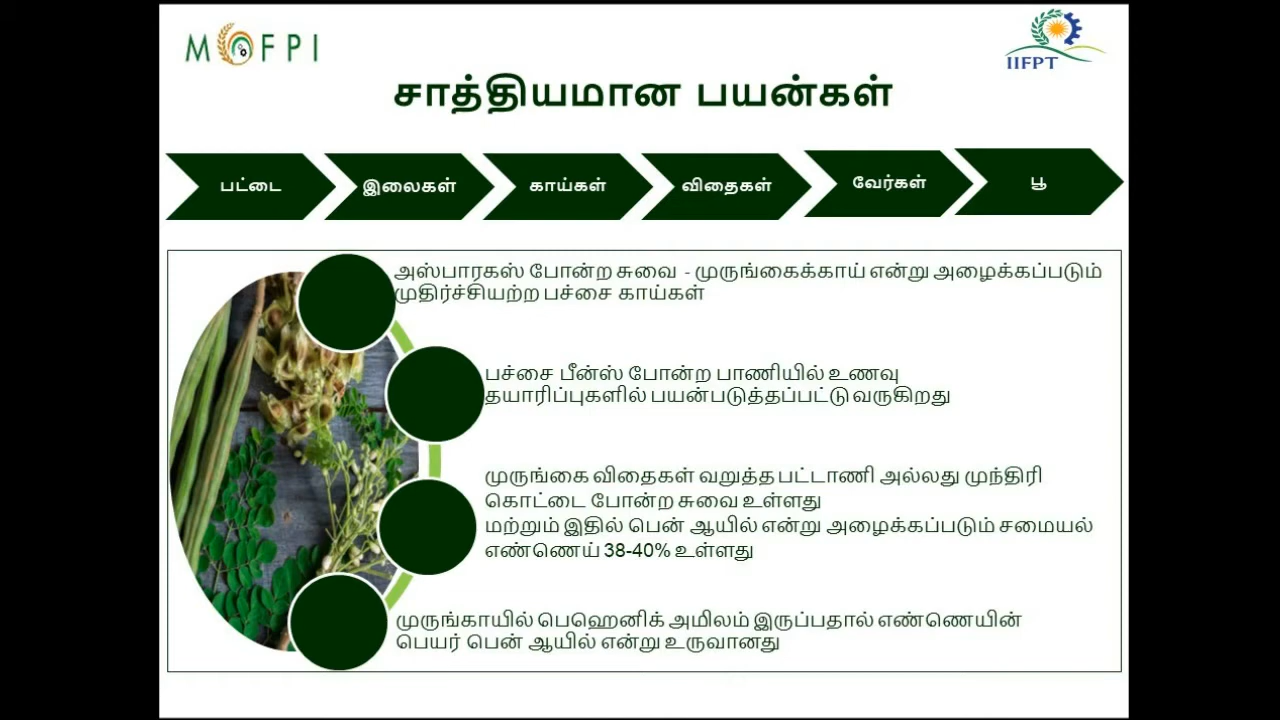 MOFPI
IIFPT
சாத்தியமான பயன்கள்
பட்டை
இலைகள்
காய்கள்
விதைகள்
வேர்கள்
பூ
அஸ்பாரகஸ் போன்ற சுவை - முருங்கைக்காய் என்று அழைக்கப்படும்
முதிர்ச்சியற்ற பச்சை காய்கள்
பச்சை பீன்ஸ் போன்ற பாணியில் உணவு
தயாரிப்புகளில் பயன்படுத்தப்பட்டு வருகிறது
முருங்கை விதைகள் வறுத்த பட்டாணி அல்லது முந்திரி
கொட்டை போன்ற சுவை உள்ளது
மற்றும் இதில் பென் ஆயில் என்று அழைக்கப்படும் சமையல்
எண்ணெய் 38-40% உள்ளது
முருங்காயில் பெஹெனிக் அமிலம் இருப்பதால் எண்ணெயின்
பெயர் பென் ஆயில் என்று உருவானது